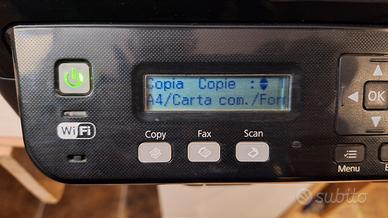 Copia Copie :
A4/Carta com./For
OK
WiFi
Copy Fax Scan
Menu
subito